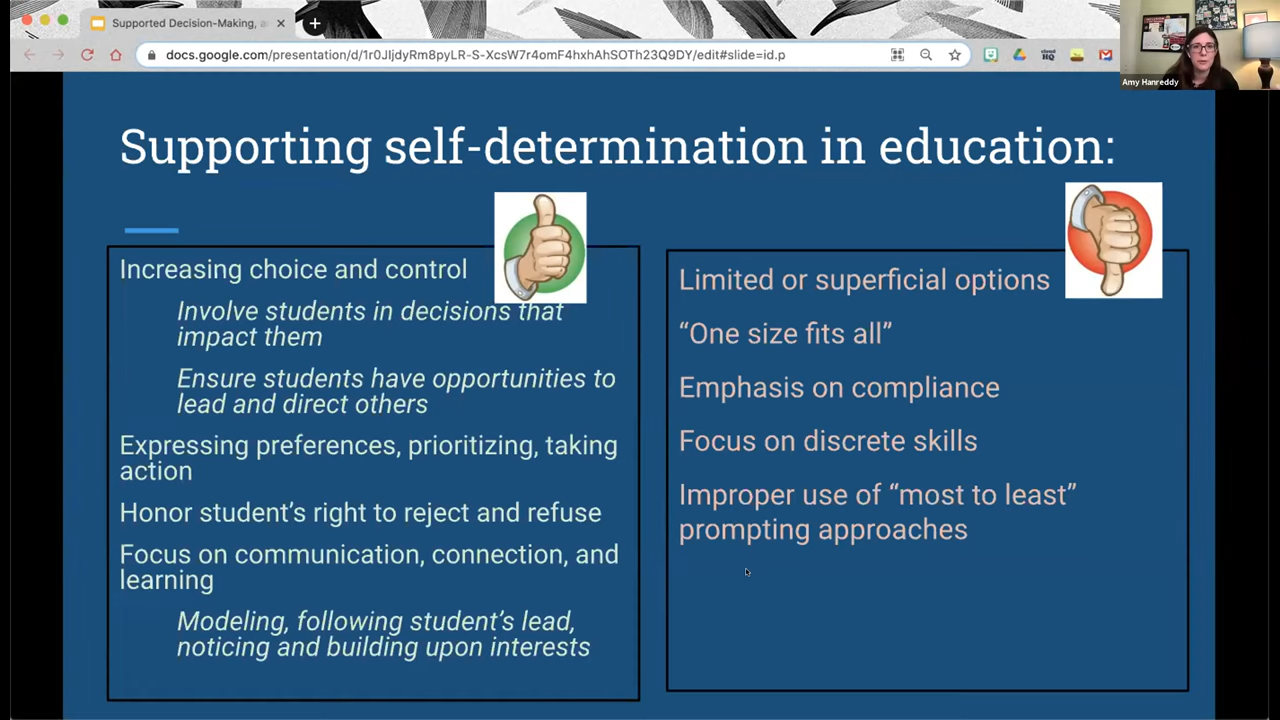 Supported Decision-Making, a
docs.google.com/presentation/d/1r0JljdyRm8pyLR-S-XcsW7r4omF4hxhAhSOTh23Q9DY/edit#slide=id.p
Amy Hanreddy
Supporting self-determination in education:
Increasing choice and control
Involve students in decisions that
impact them
Ensure students have opportunities to
lead and direct others
Expressing preferences, prioritizing, taking
action
Honor student's right to reject and refuse
Focus on communication, connection, and
learning
Modeling, following student's lead,
noticing and building upon interests
Limited or superficial options
“One size fits all”
Emphasis on compliance
Focus on discrete skills
Improper use of “most to least”
prompting approaches